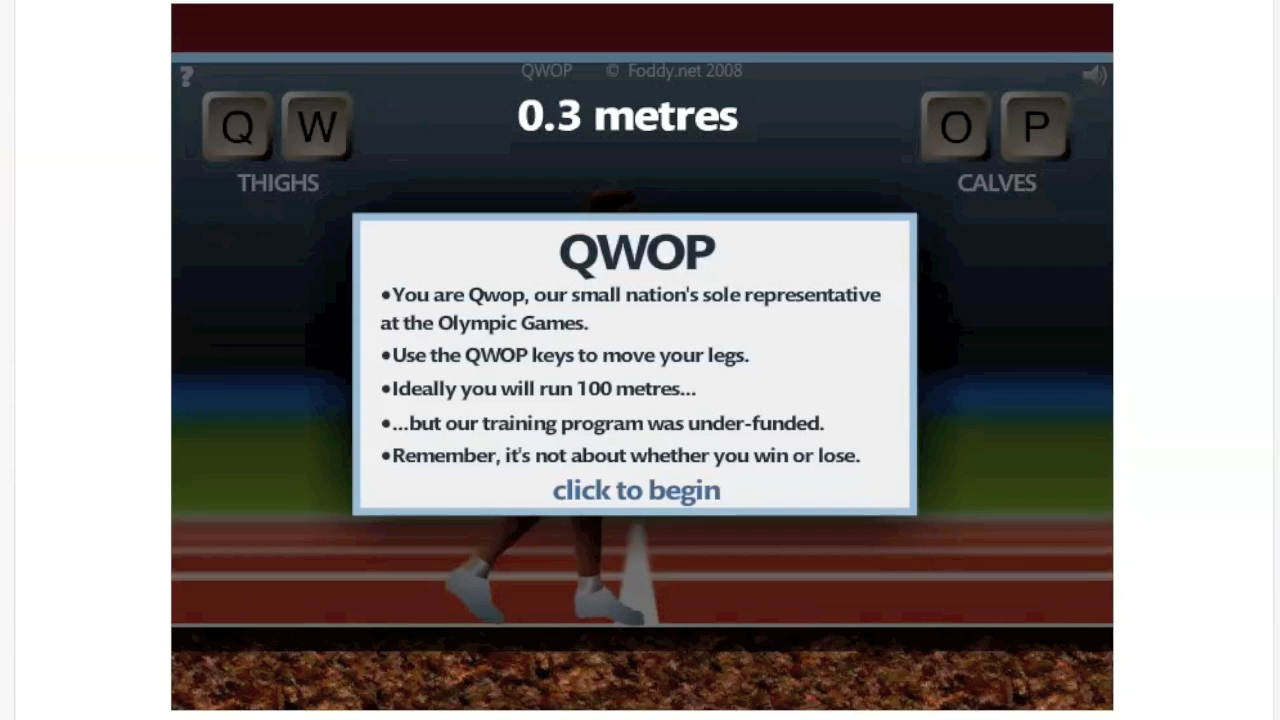 QWOP © Foddy.net 2008
?
0.3 metres
Q W
O P
THIGHS
CALVES
QWOP
•You are Qwop, our small nation's sole representative
at the Olympic Games.
•Use the QWOP keys to move your legs.
•Ideally you will run 100 metres...
•...but our training program was under-funded.
•Remember, it's not about whether you win or lose.
click to begin